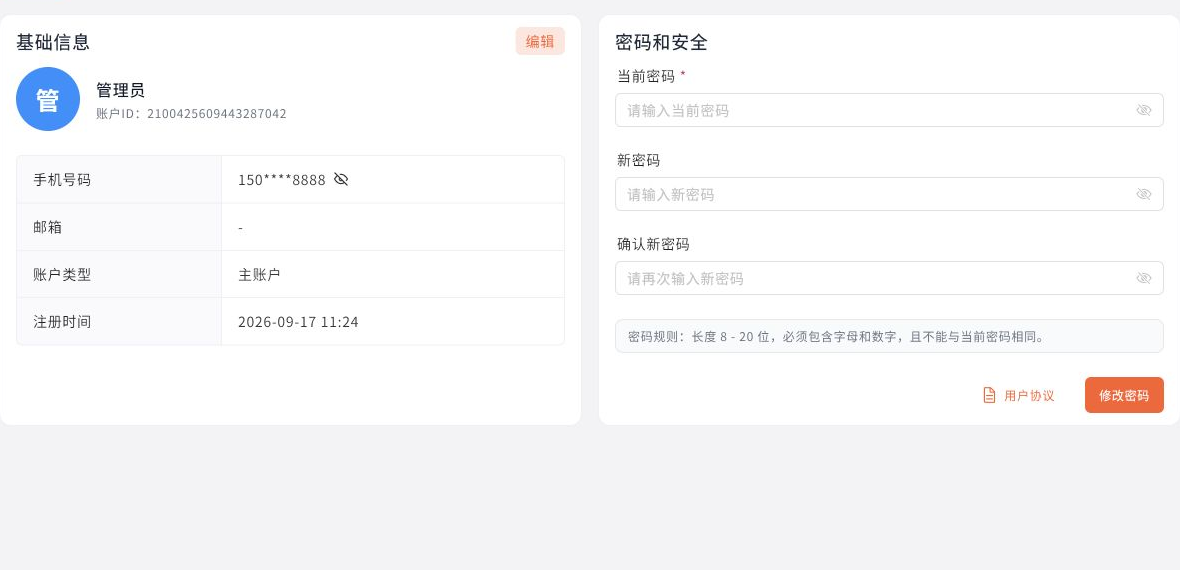 基础信息
编辑
管
管理员
账户ID：2100425609443287042
手机号码
150****8888
邮箱
-
账户类型
主账户
注册时间
2026-09-17 11:24
密码和安全
当前密码 *
请输入当前密码
新密码
请输入新密码
确认新密码
请再次输入新密码
密码规则：长度 8 - 20 位，必须包含字母和数字，且不能与当前密码相同。
用户协议
修改密码